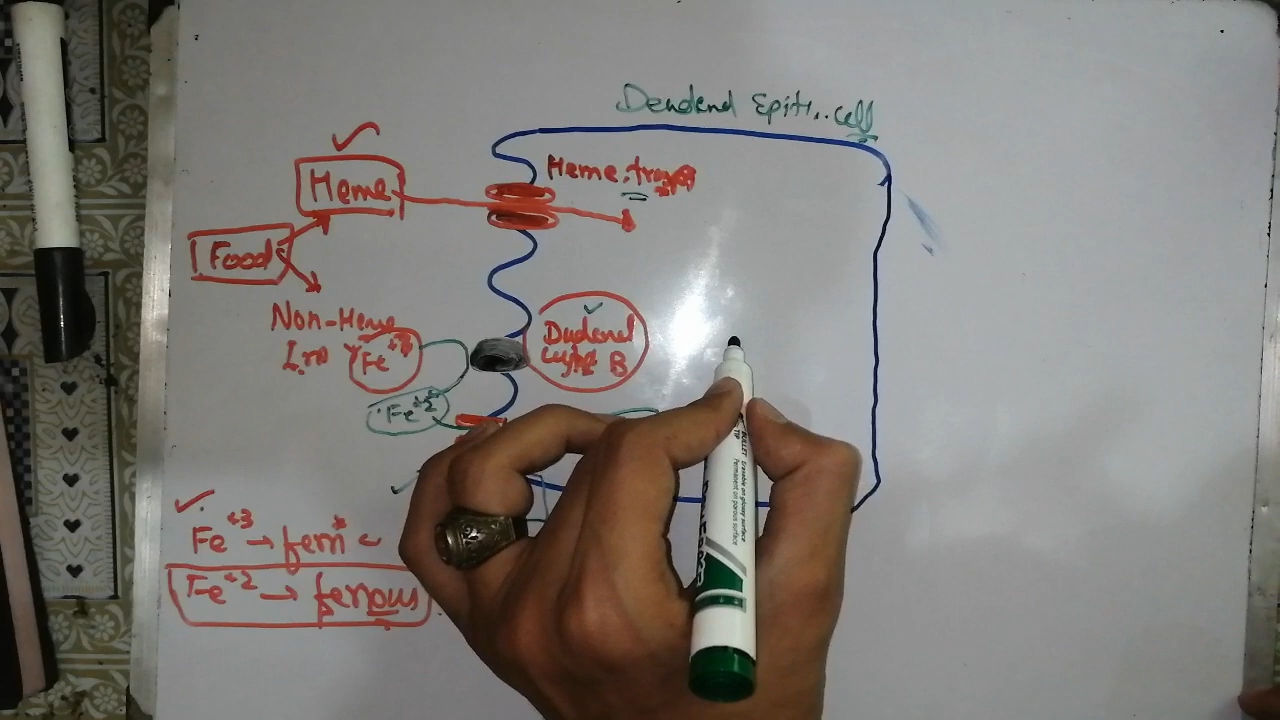 Deudend Epith.. cell
Heme
Heme.trans
Food
Non-Heme
Iron Fe+3
Duodenal
cyto B
Fe+2
Fe+3 → ferric
Fe+2 → ferrous